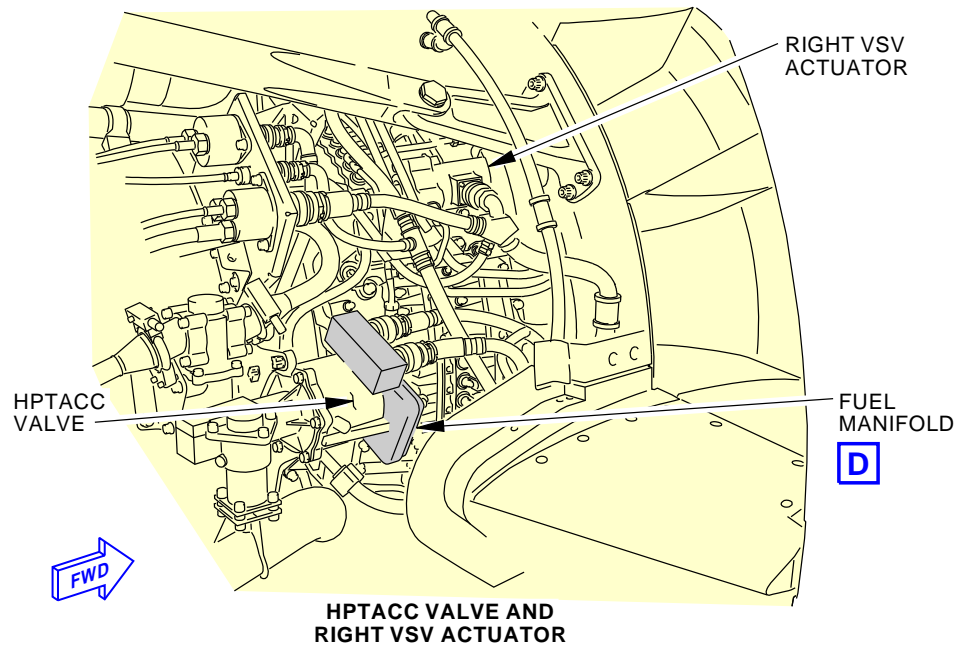 RIGHT VSV
ACTUATOR
HPTACC
VALVE
FUEL
MANIFOLD
D
FWD
HPTACC VALVE AND
RIGHT VSV ACTUATOR